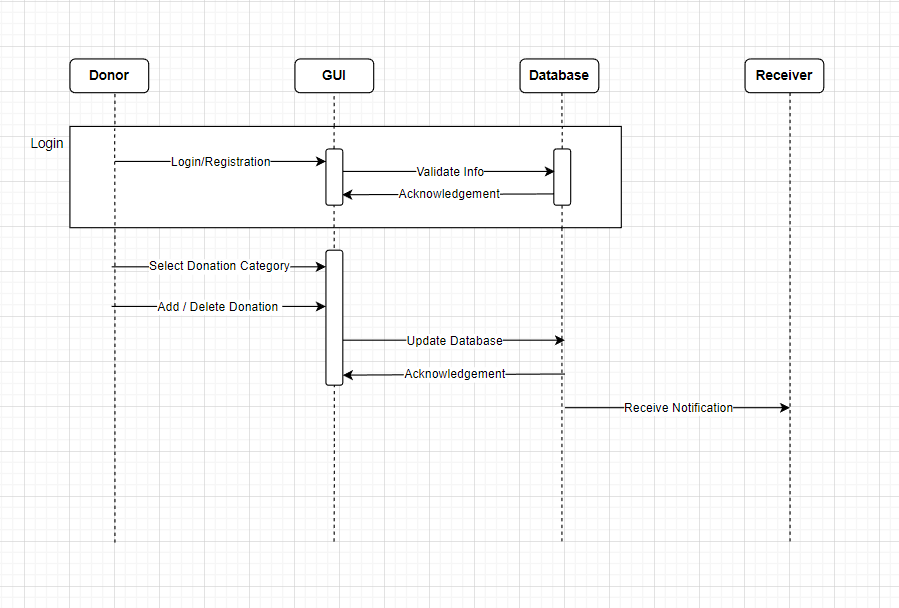 Donor
GUI
Database
Receiver
Login
Login/Registration
Validate Info
Acknowledgement
Select Donation Category
Add / Delete Donation
Update Database
Acknowledgement
Receive Notification